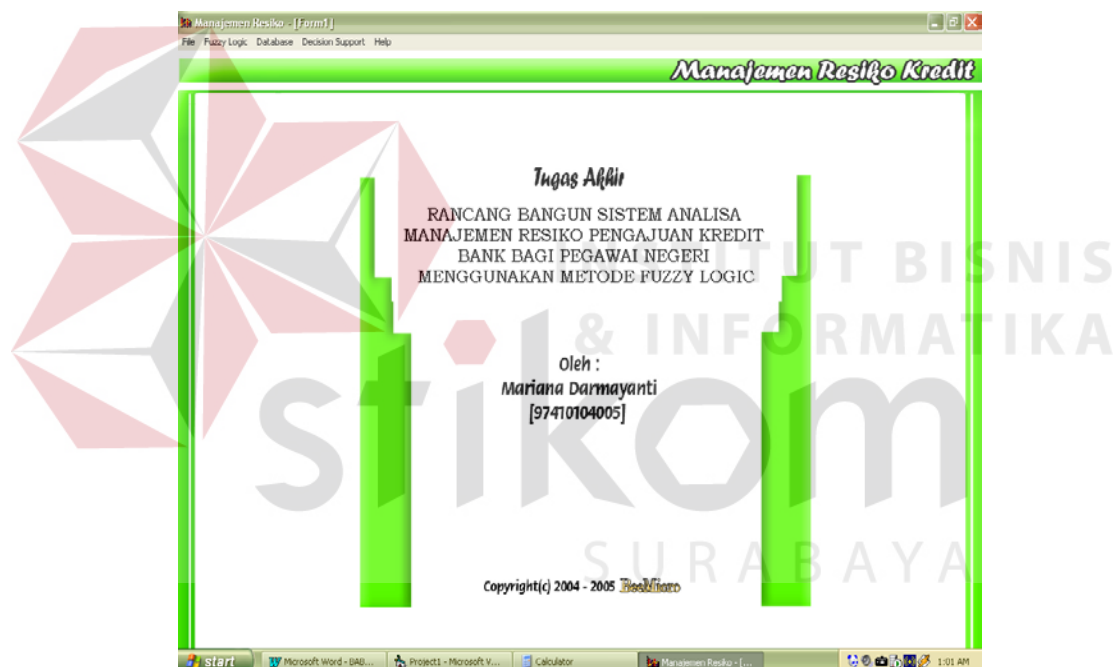 Manajemen Resiko - [Form1]
File Fuzzy Logic Database Decision Support Help
Manajemen Resiko Kredit
Tugas Akhir
RANCANG BANGUN SISTEM ANALISA
MANAJEMEN RESIKO PENGAJUAN KREDIT
BANK BAGI PEGAWAI NEGERI
MENGGUNAKAN METODE FUZZY LOGIC
INSTITUT BISNIS
& INFORMATIKA
stikom
SURABAYA
Oleh :
Mariana Darmayanti
[97410104005]
Copyright(c) 2004 - 2005 BeeMicro
start Microsoft Word - BAB... Project1 - Microsoft V... Calculator Manajemen Resiko - [... 1:01 AM